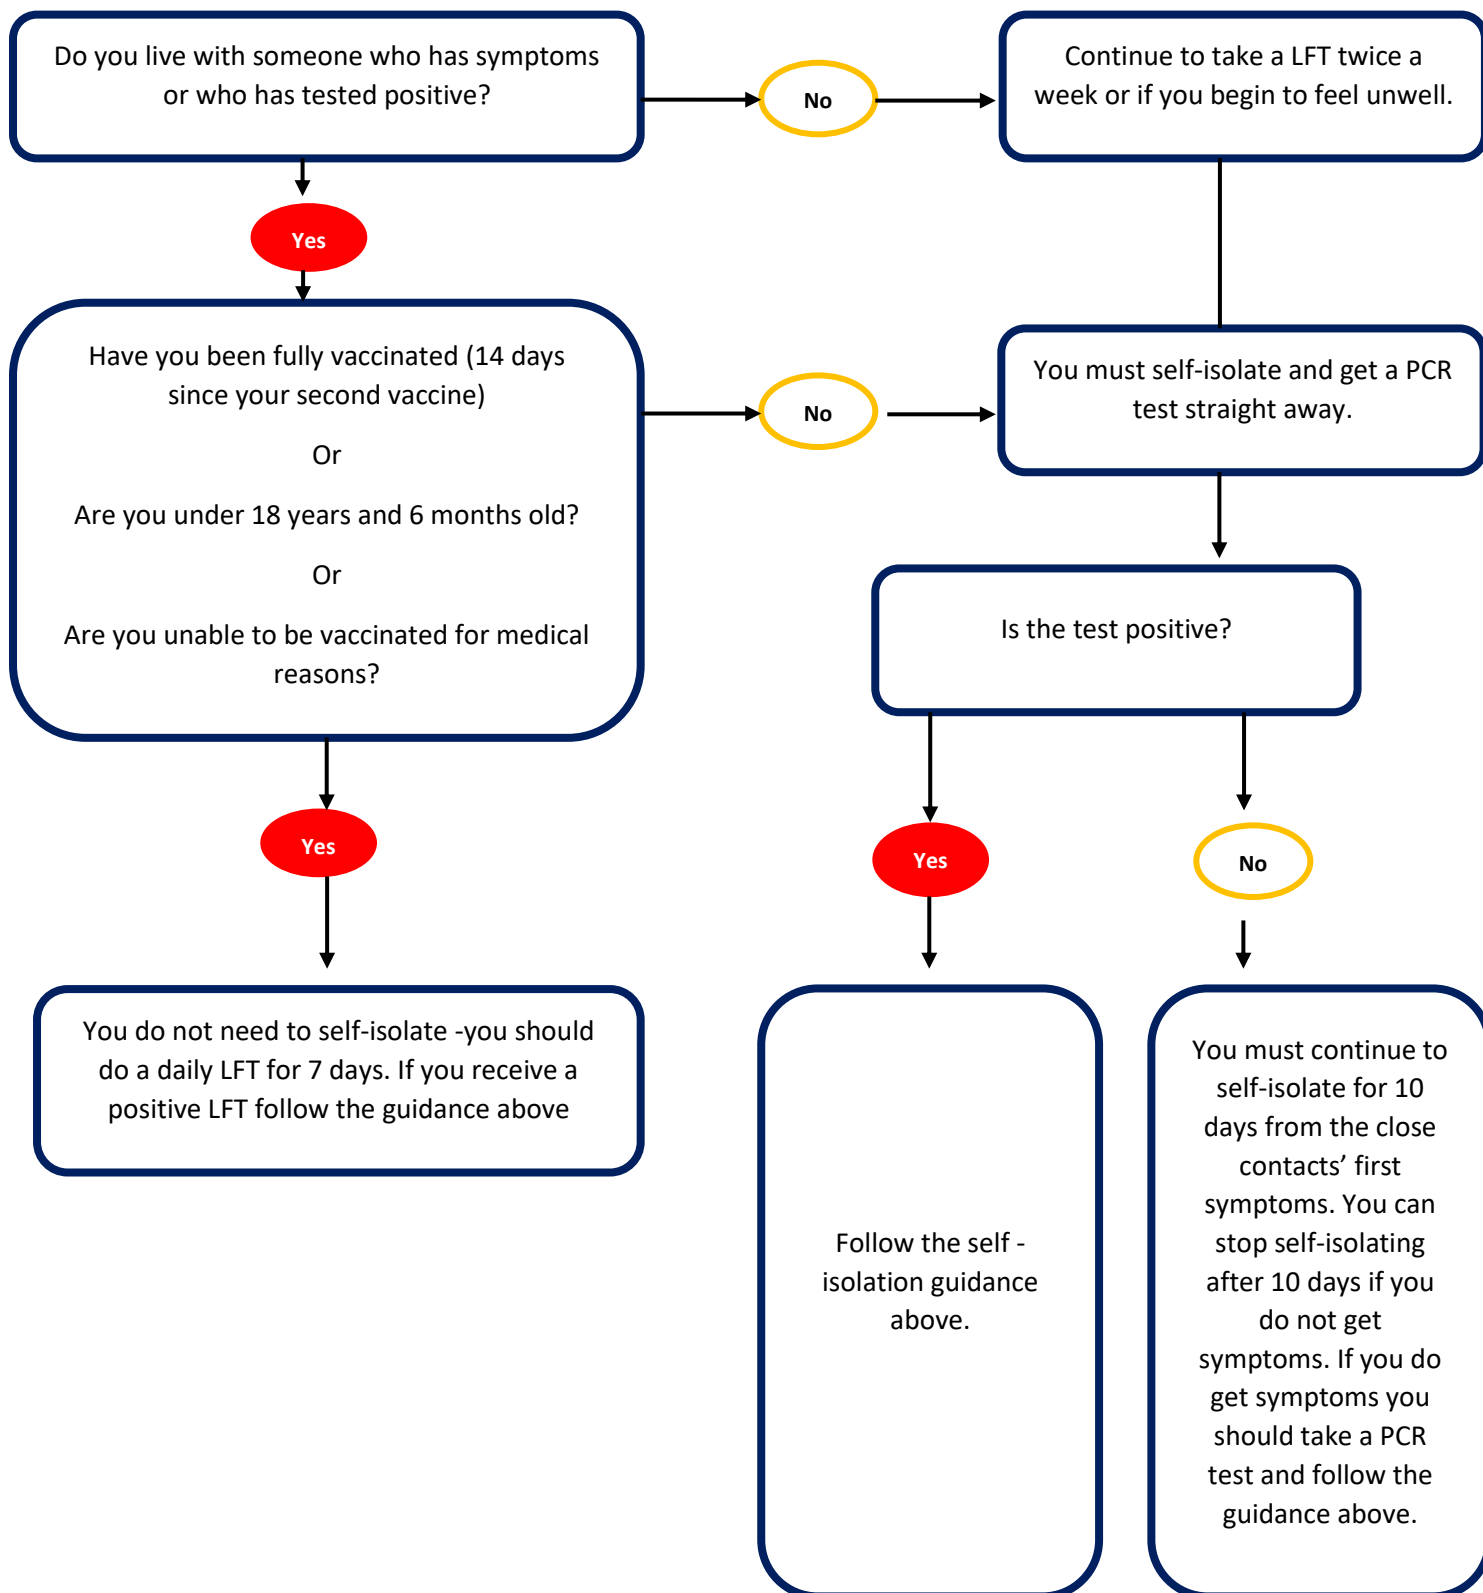 Do you live with someone who has symptoms
or who has tested positive?
No
Continue to take a LFT twice a
week or if you begin to feel unwell.
Yes
Have you been fully vaccinated (14 days
since your second vaccine)
Or
Are you under 18 years and 6 months old?
Or
Are you unable to be vaccinated for medical
reasons?
No
You must self-isolate and get a PCR
test straight away.
Is the test positive?
Yes
Yes
No
You do not need to self-isolate -you should
do a daily LFT for 7 days. If you receive a
positive LFT follow the guidance above
Follow the self -
isolation guidance
above.
You must continue to
self-isolate for 10
days from the close
contacts’ first
symptoms. You can
stop self-isolating
after 10 days if you
do not get
symptoms. If you do
get symptoms you
should take a PCR
test and follow the
guidance above.